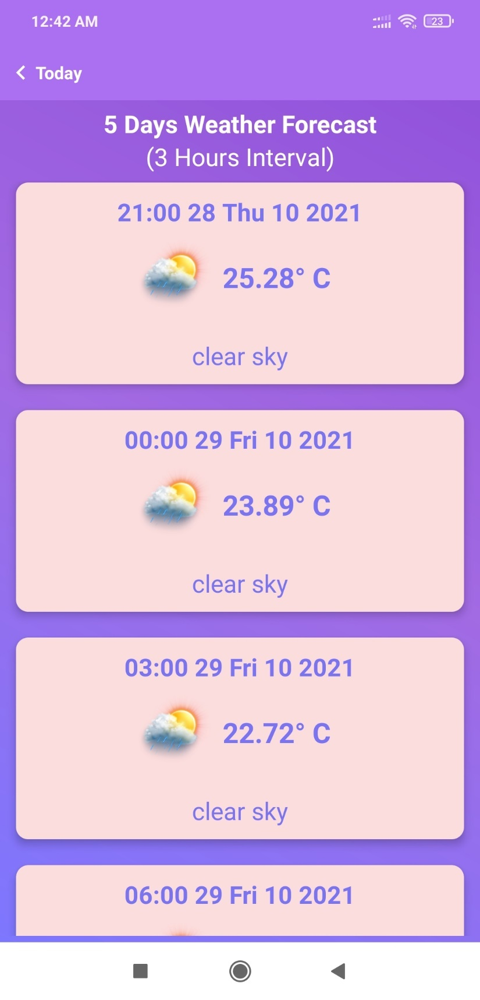 12:42 AM
23
Today
5 Days Weather Forecast
(3 Hours Interval)
21:00 28 Thu 10 2021
25.28° C
clear sky
00:00 29 Fri 10 2021
23.89° C
clear sky
03:00 29 Fri 10 2021
22.72° C
clear sky
06:00 29 Fri 10 2021